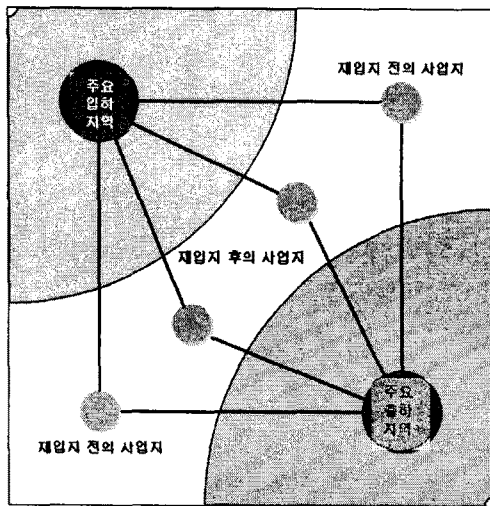 재입지 전의 사업지
주요
입하
지역
재입지 후의 사업지
주요
출하
지역
재입지 전의 사업지